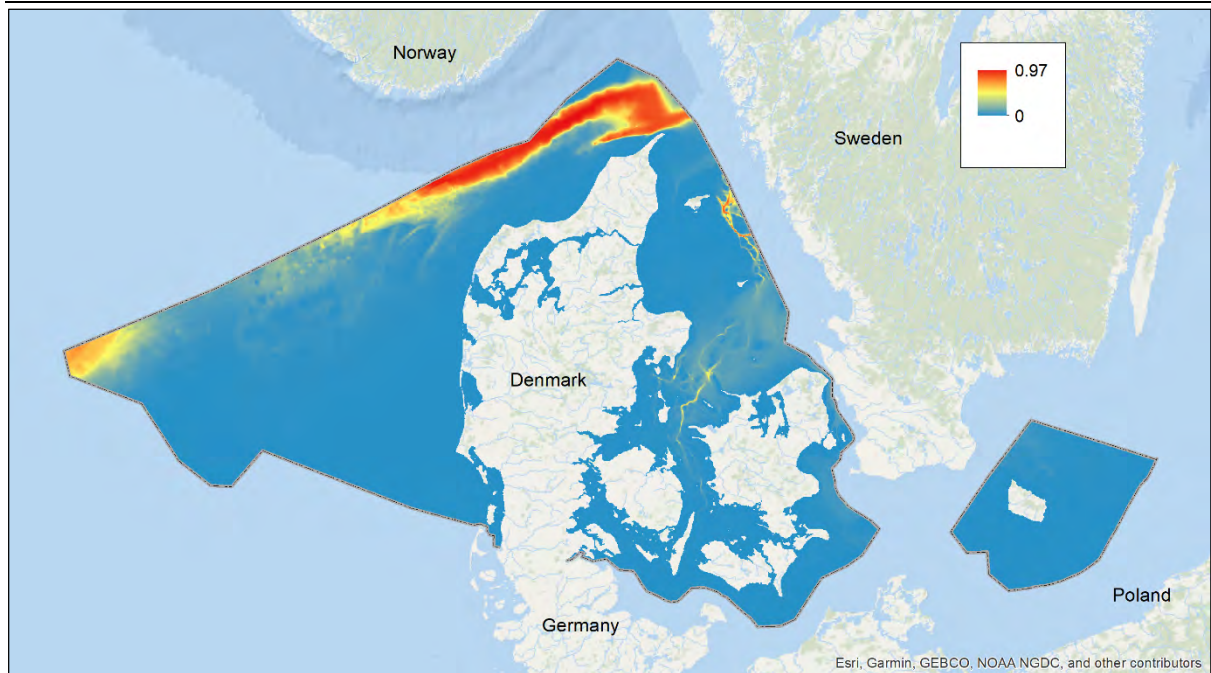 Norway
0.97
0
Sweden
Denmark
Poland
Germany
Esri, Garmin, GEBCO, NOAA NGDC, and other contributors